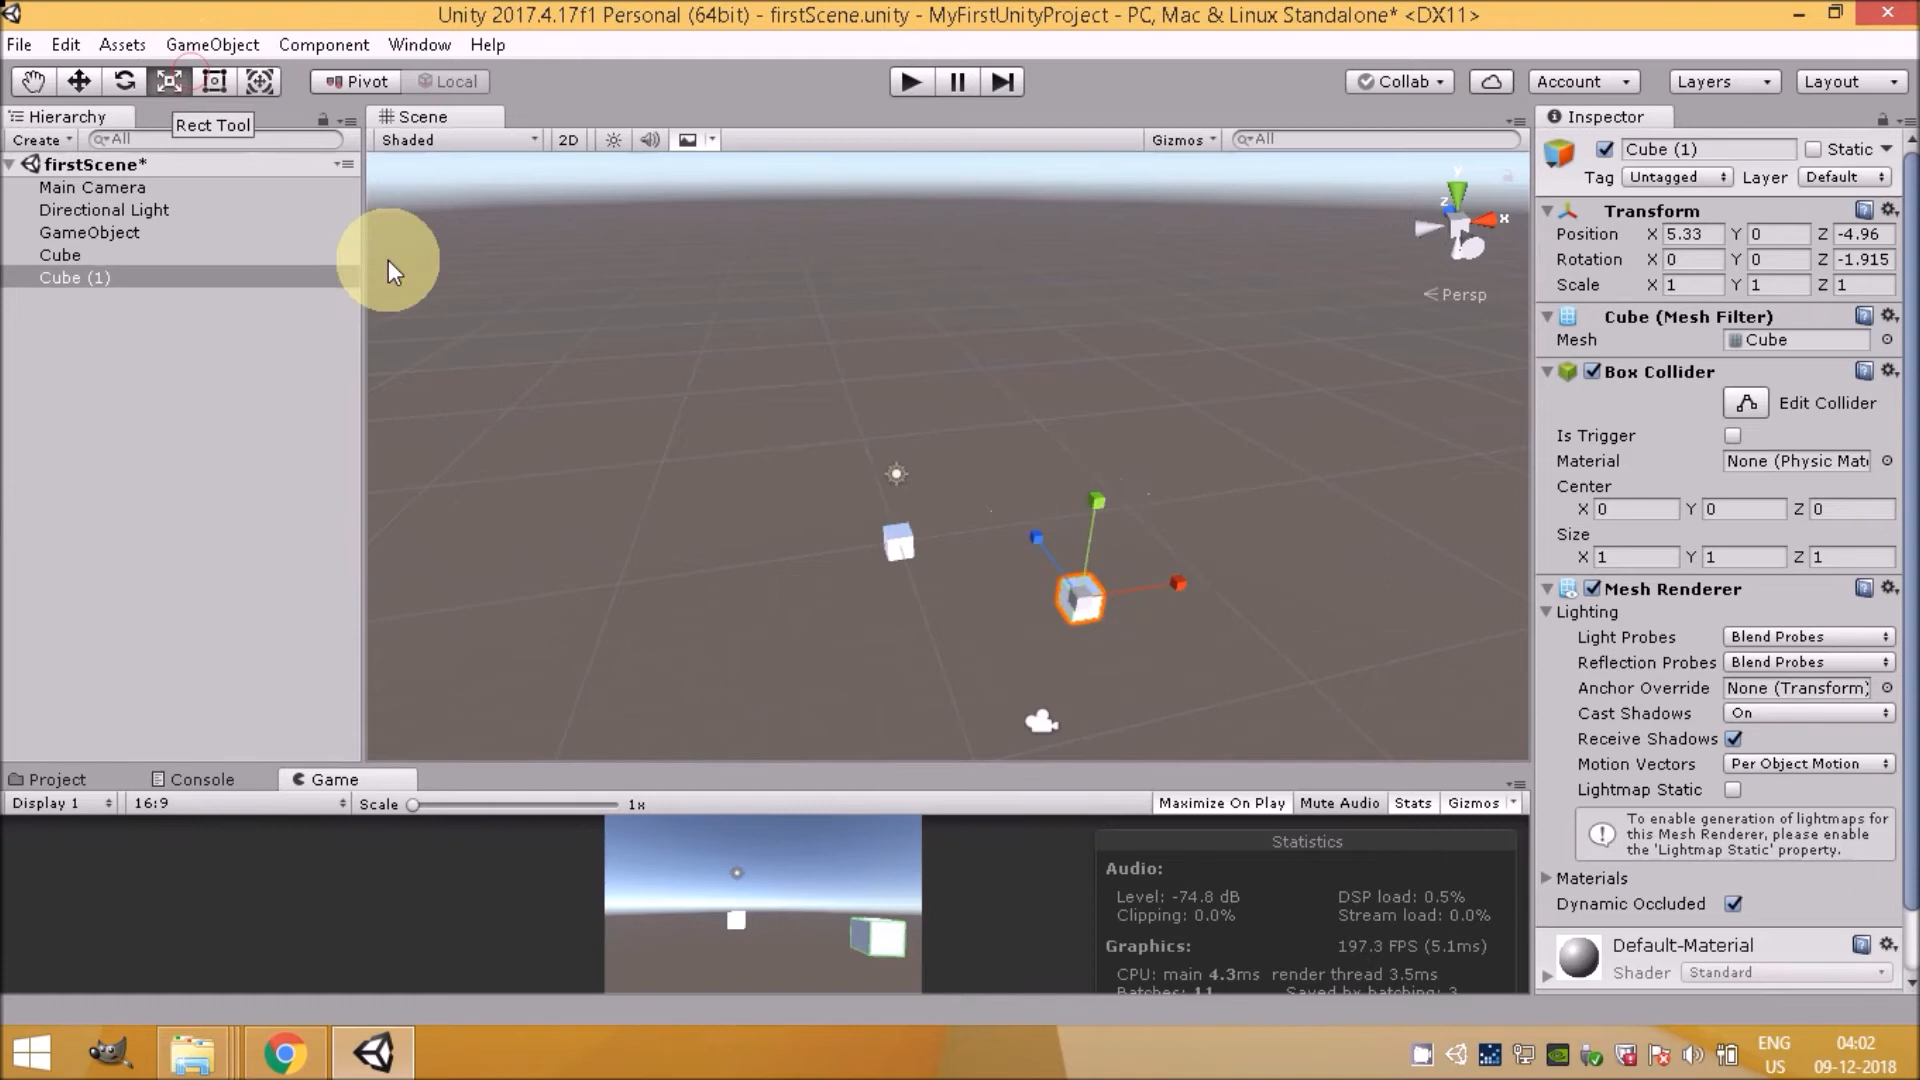 Unity 2017.4.17f1 Personal (64bit) - firstScene.unity - MyFirstUnityProject - PC, Mac & Linux Standalone* <DX11>
File Edit Assets GameObject Component Window Help
Pivot Local Collab Account Layers Layout
Hierarchy
Rect Tool
Create All
firstScene*
Main Camera
Directional Light
GameObject
Cube
Cube (1)
Scene
Shaded 2D Gizmos All
y
z
x
Persp
Inspector
Cube (1) Static
Tag Untagged Layer Default
Transform
Position X 5.33 Y 0 Z -4.96
Rotation X 0 Y 0 Z -1.915
Scale X 1 Y 1 Z 1
Cube (Mesh Filter)
Mesh Cube
Box Collider
Edit Collider
Is Trigger
Material None (Physic Mat
Center
X 0 Y 0 Z 0
Size
X 1 Y 1 Z 1
Mesh Renderer
Lighting
Light Probes Blend Probes
Reflection Probes Blend Probes
Anchor Override None (Transform)
Cast Shadows On
Receive Shadows
Motion Vectors Per Object Motion
Lightmap Static
To enable generation of lightmaps for
this Mesh Renderer, please enable
the 'Lightmap Static' property.
Materials
Dynamic Occluded
Default-Material
Shader Standard
Project Console Game
Display 1 16:9 Scale 1x Maximize On Play Mute Audio Stats Gizmos
Statistics
Audio:
Level: -74.8 dB DSP load: 0.5%
Clipping: 0.0% Stream load: 0.0%
Graphics: 197.3 FPS (5.1ms)
CPU: main 4.3ms render thread 3.5ms
Batches: 11 Saved by batching: 3
ENG
US
04:02
09-12-2018